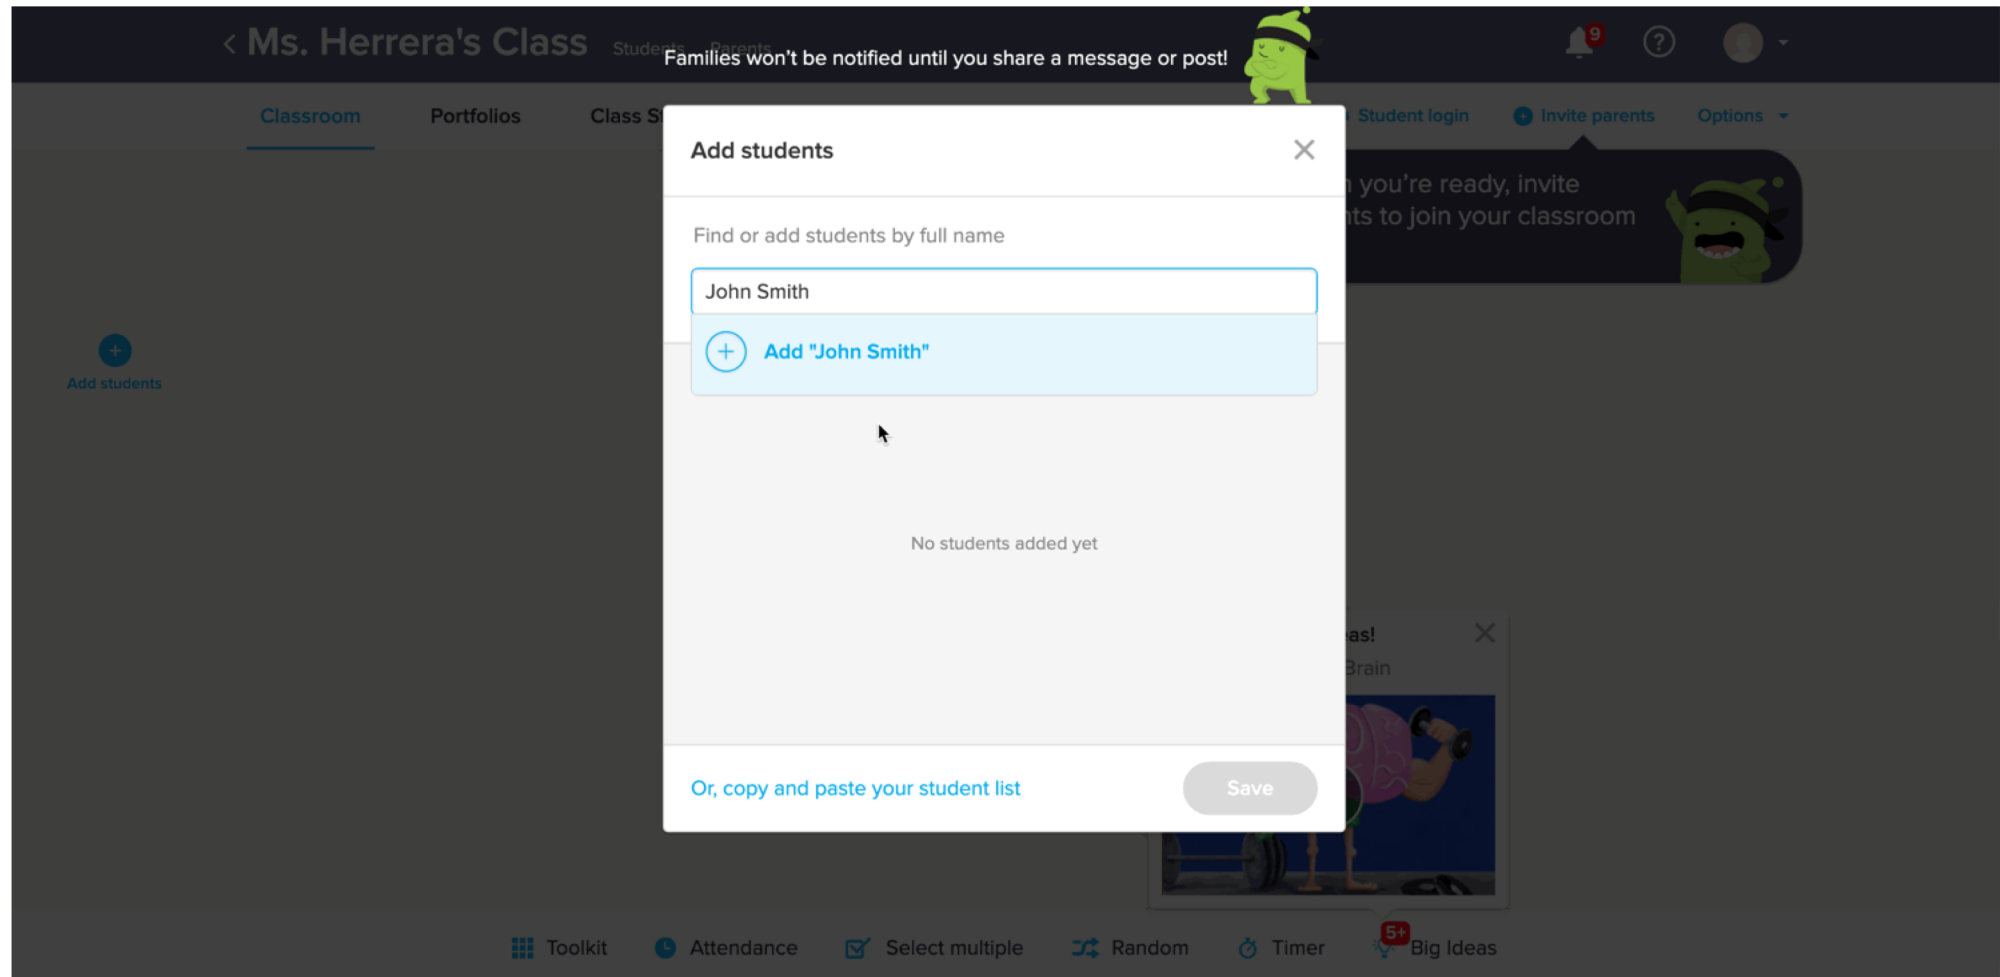 Ms. Herrera's Class Students Parents
9
?
Families won't be notified until you share a message or post!
Classroom
Portfolios
Class S
Student login
Invite parents
Options
Add students
you're ready, invite
ts to join your classroom
Find or add students by full name
John Smith
Add "John Smith"
Add students
No students added yet
as!
Brain
Or, copy and paste your student list
Save
Toolkit
Attendance
Select multiple
Random
Timer
5+
Big Ideas